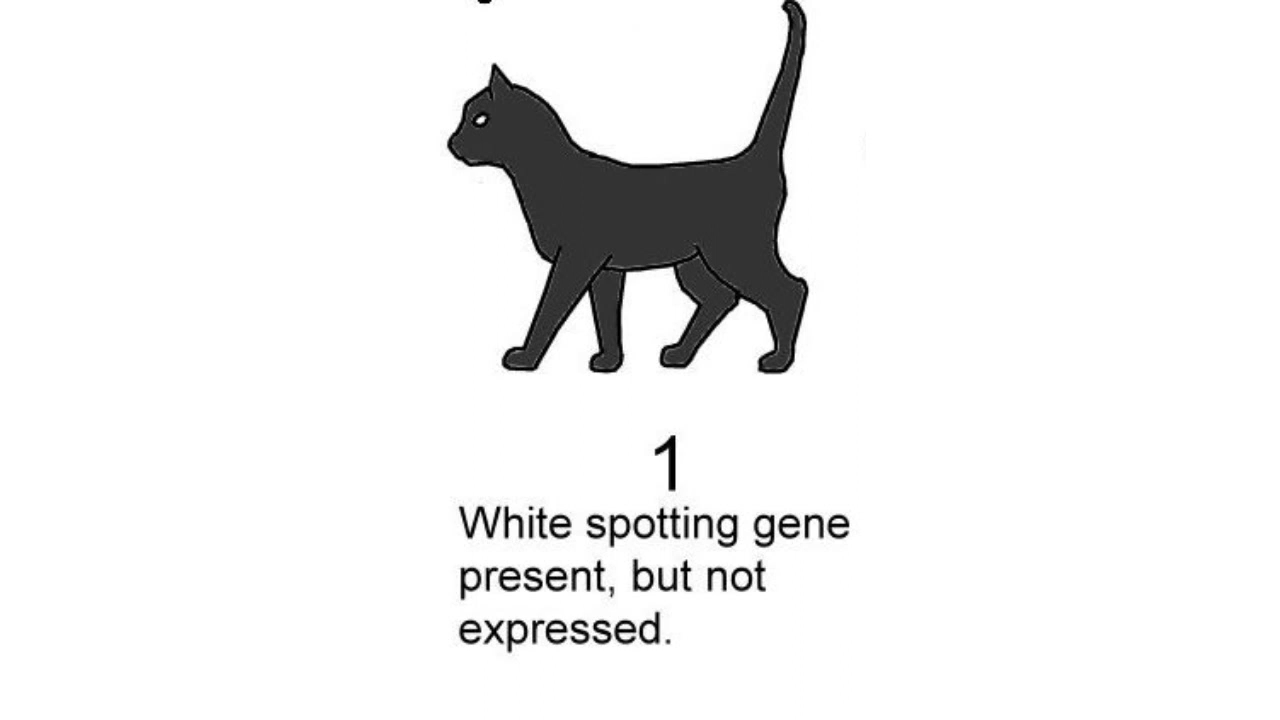 1
White spotting gene
present, but not
expressed.